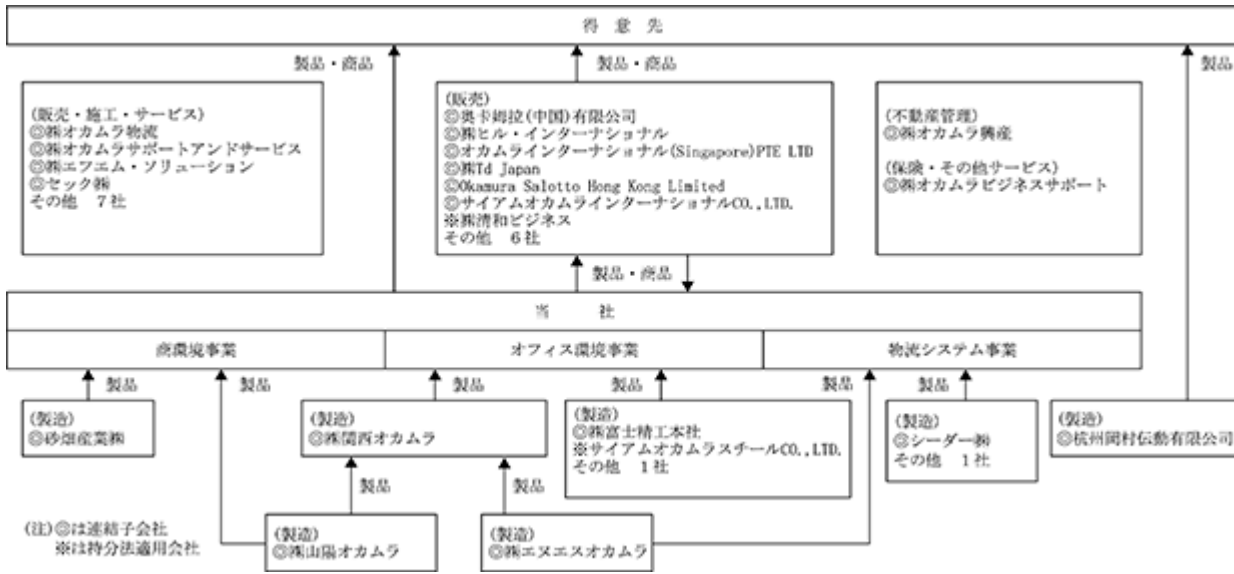 得 意 先
製品・商品
製品・商品
製品
(販売・施工・サービス)
◎㈱オカムラ物流
◎㈱オカムラサポートアンドサービス
◎㈱エフエム・ソリューション
◎セック㈱
その他 7社
(販売)
◎奥卡姆拉(中国)有限公司
◎㈱ヒル・インターナショナル
◎オカムラインターナショナル(Singapore)PTE LTD
◎㈱Td Japan
◎Okamura Salotto Hong Kong Limited
◎サイアムオカムラインターナショナルCO.,LTD.
※㈱清和ビジネス
その他 6社
(不動産管理)
◎㈱オカムラ興産
(保険・その他サービス)
◎㈱オカムラビジネスサポート
製品・商品
当 社
商環境事業
オフィス環境事業
物流システム事業
製品
製品
製品
製品
製品
製品
(製造)
◎砂畑産業㈱
(製造)
◎㈱関西オカムラ
(製造)
◎㈱富士精工本社
※サイアムオカムラスチールCO.,LTD.
その他 1社
(製造)
◎シーダー㈱
その他 1社
(製造)
◎杭州岡村伝動有限公司
製品
製品
(注)◎は連結子会社
※は持分法適用会社
(製造)
◎㈱山陽オカムラ
(製造)
◎㈱エヌエスオカムラ